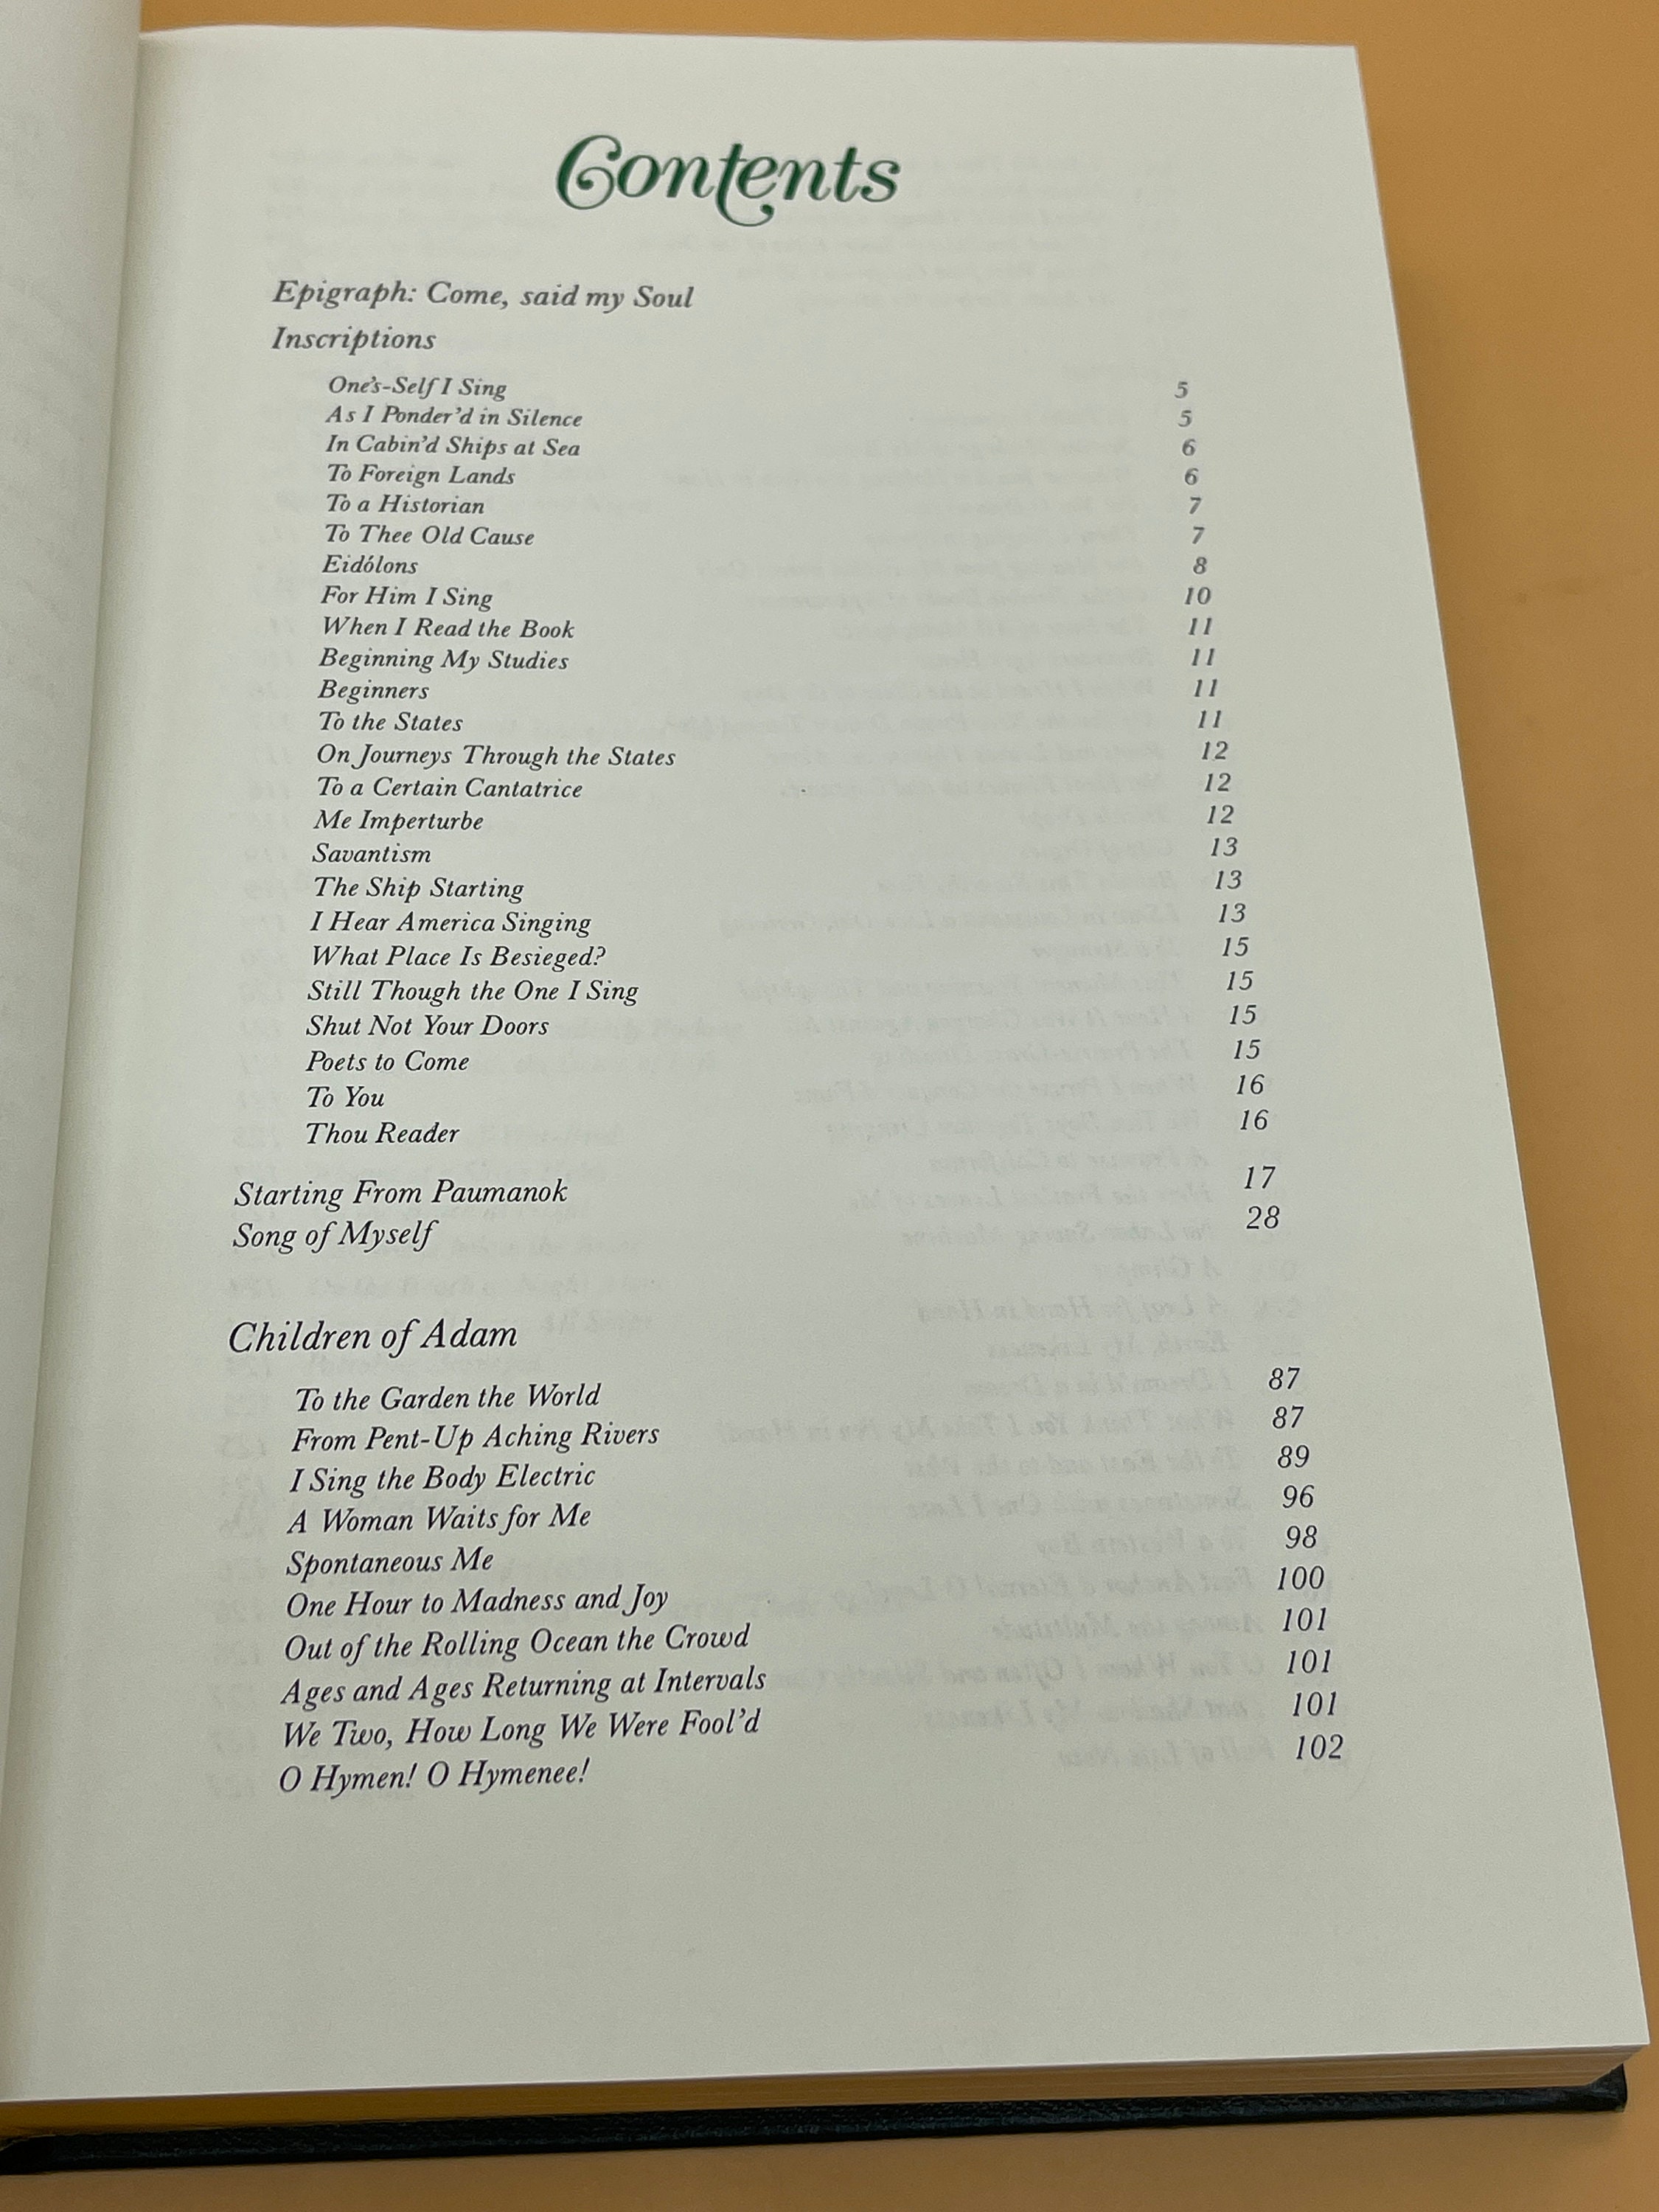 Contents
Epigraph: Come, said my Soul
Inscriptions
One's-Self I Sing 5
As I Ponder'd in Silence 5
In Cabin'd Ships at Sea 6
To Foreign Lands 6
To a Historian 7
To Thee Old Cause 7
Eidólons 8
For Him I Sing 10
When I Read the Book 11
Beginning My Studies 11
Beginners 11
To the States 11
On Journeys Through the States 12
To a Certain Cantatrice 12
Me Imperturbe 12
Savantism 13
The Ship Starting 13
I Hear America Singing 13
What Place Is Besieged? 15
Still Though the One I Sing 15
Shut Not Your Doors 15
Poets to Come 15
To You 16
Thou Reader 16
Starting From Paumanok 17
Song of Myself 28
Children of Adam
To the Garden the World 87
From Pent-Up Aching Rivers 87
I Sing the Body Electric 89
A Woman Waits for Me 96
Spontaneous Me 98
One Hour to Madness and Joy 100
Out of the Rolling Ocean the Crowd 101
Ages and Ages Returning at Intervals 101
We Two, How Long We Were Fool'd 101
O Hymen! O Hymenee! 102